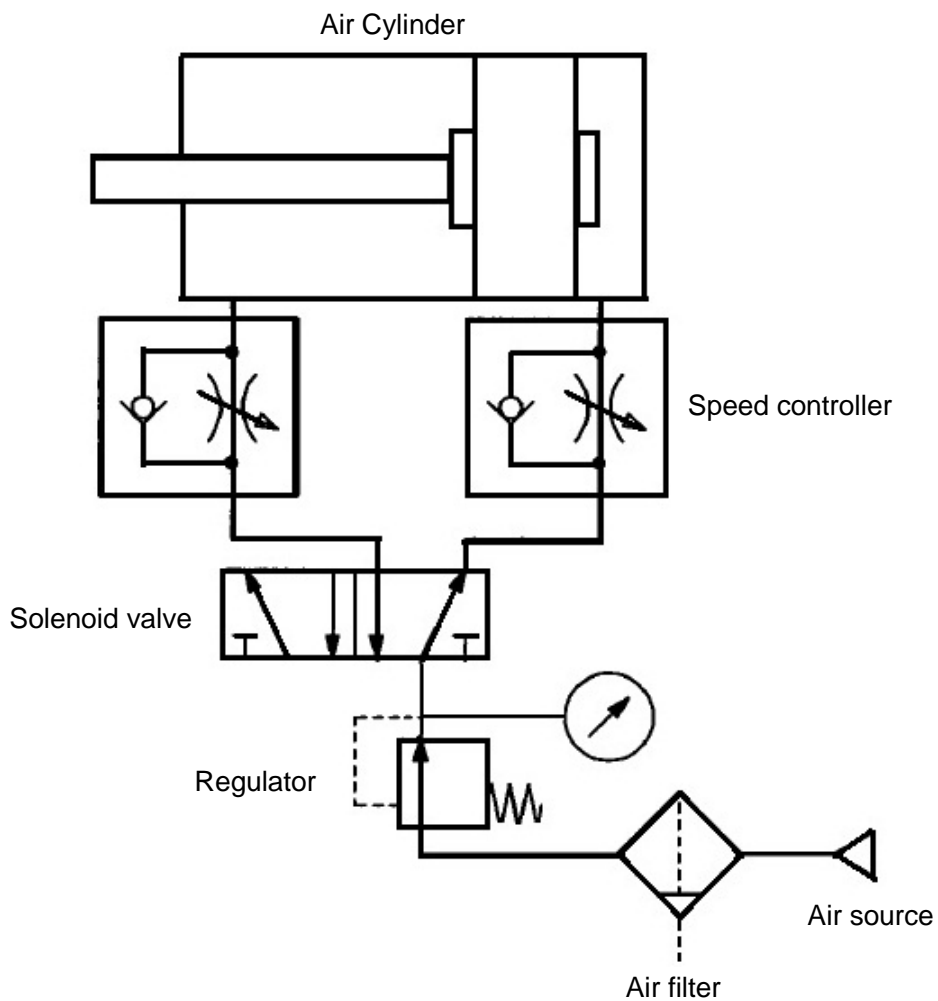 Air Cylinder
Speed controller
Solenoid valve
Regulator
Air source
Air filter